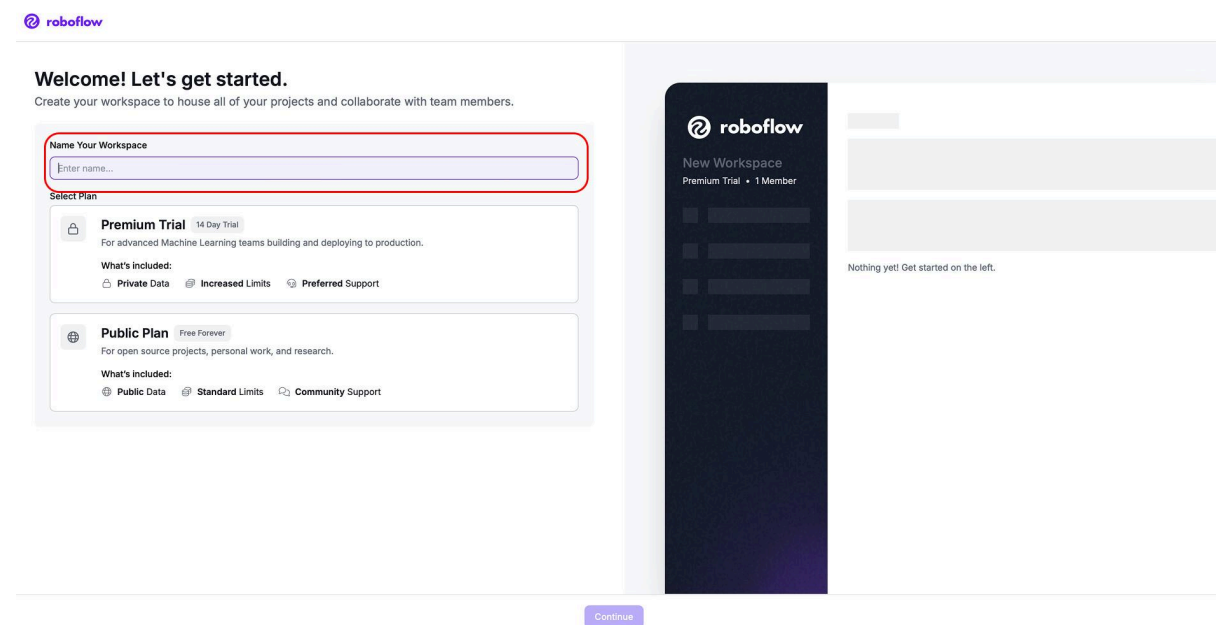 roboflow
Welcome! Let's get started.
Create your workspace to house all of your projects and collaborate with team members.
Name Your Workspace
Enter name...
Select Plan
Premium Trial 14 Day Trial
For advanced Machine Learning teams building and deploying to production.
What's included:
Private Data Increased Limits Preferred Support
Public Plan Free Forever
For open source projects, personal work, and research.
What's included:
Public Data Standard Limits Community Support
roboflow
New Workspace
Premium Trial • 1 Member
Nothing yet! Get started on the left.
Continue